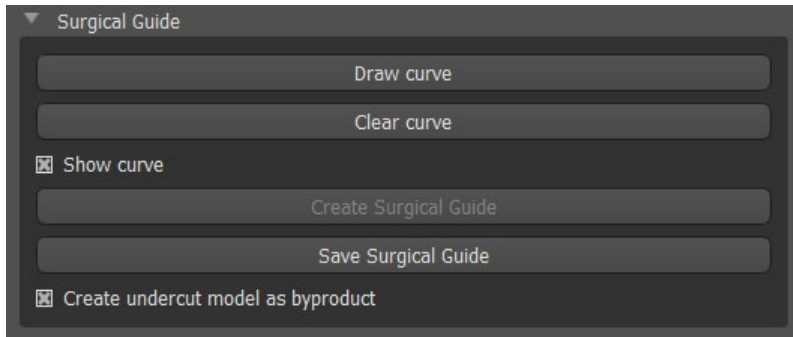 Surgical Guide
Draw curve
Clear curve
Show curve
Create Surgical Guide
Save Surgical Guide
Create undercut model as byproduct